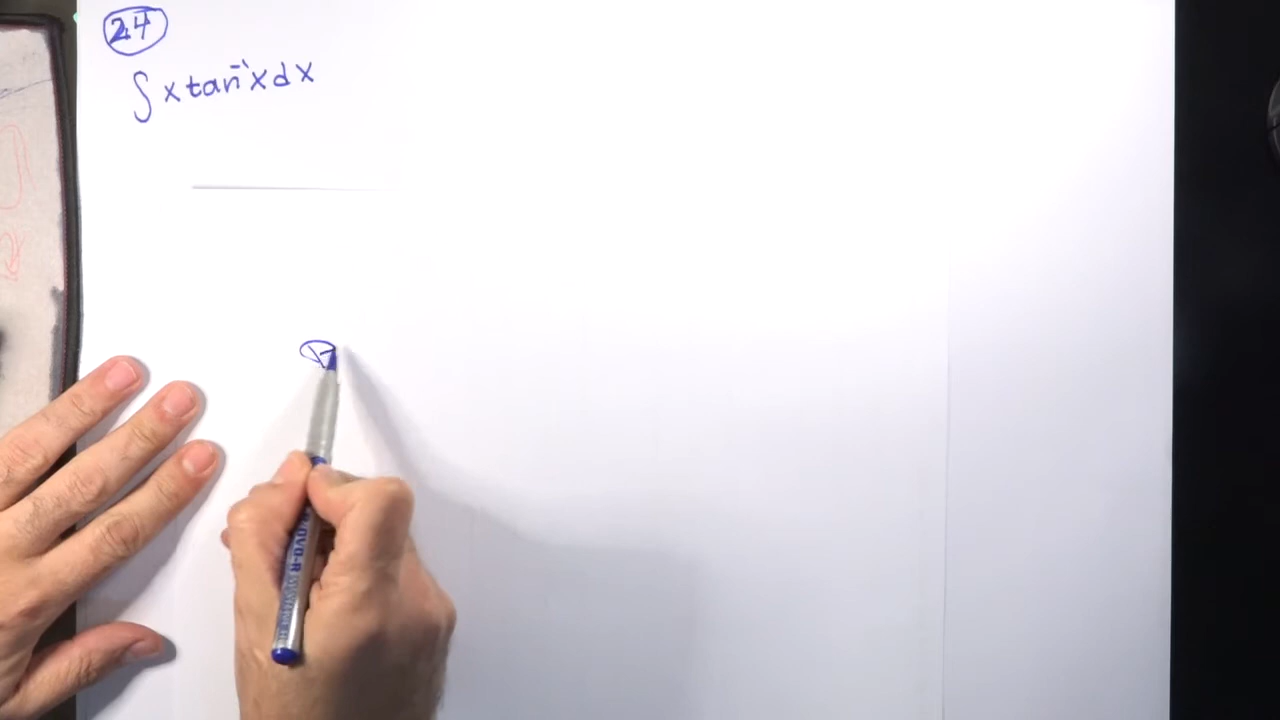 24
∫ x tan⁻¹x dx